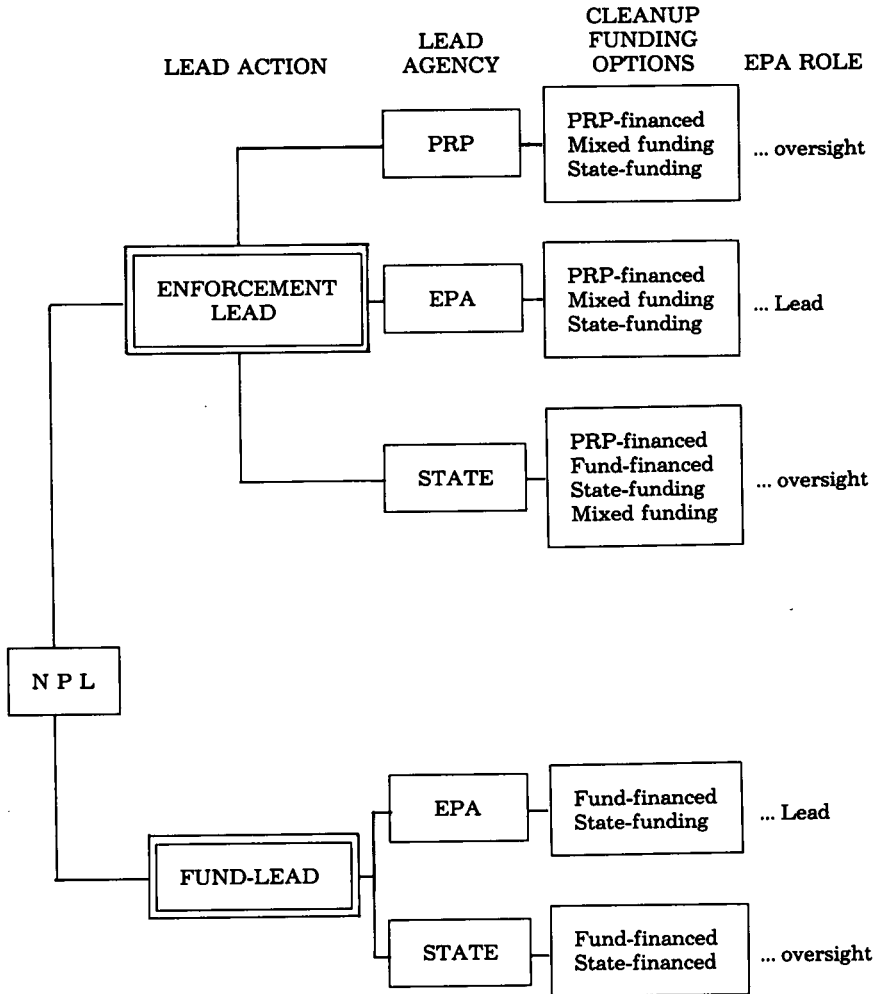 LEAD ACTION
LEAD
AGENCY
CLEANUP
FUNDING
OPTIONS
EPA ROLE
PRP
PRP-financed
Mixed funding
State-funding
... oversight
ENFORCEMENT
LEAD
EPA
PRP-financed
Mixed funding
State-funding
... Lead
STATE
PRP-financed
Fund-financed
State-funding
Mixed funding
... oversight
N P L
FUND-LEAD
EPA
Fund-financed
State-funding
... Lead
STATE
Fund-financed
State-financed
... oversight